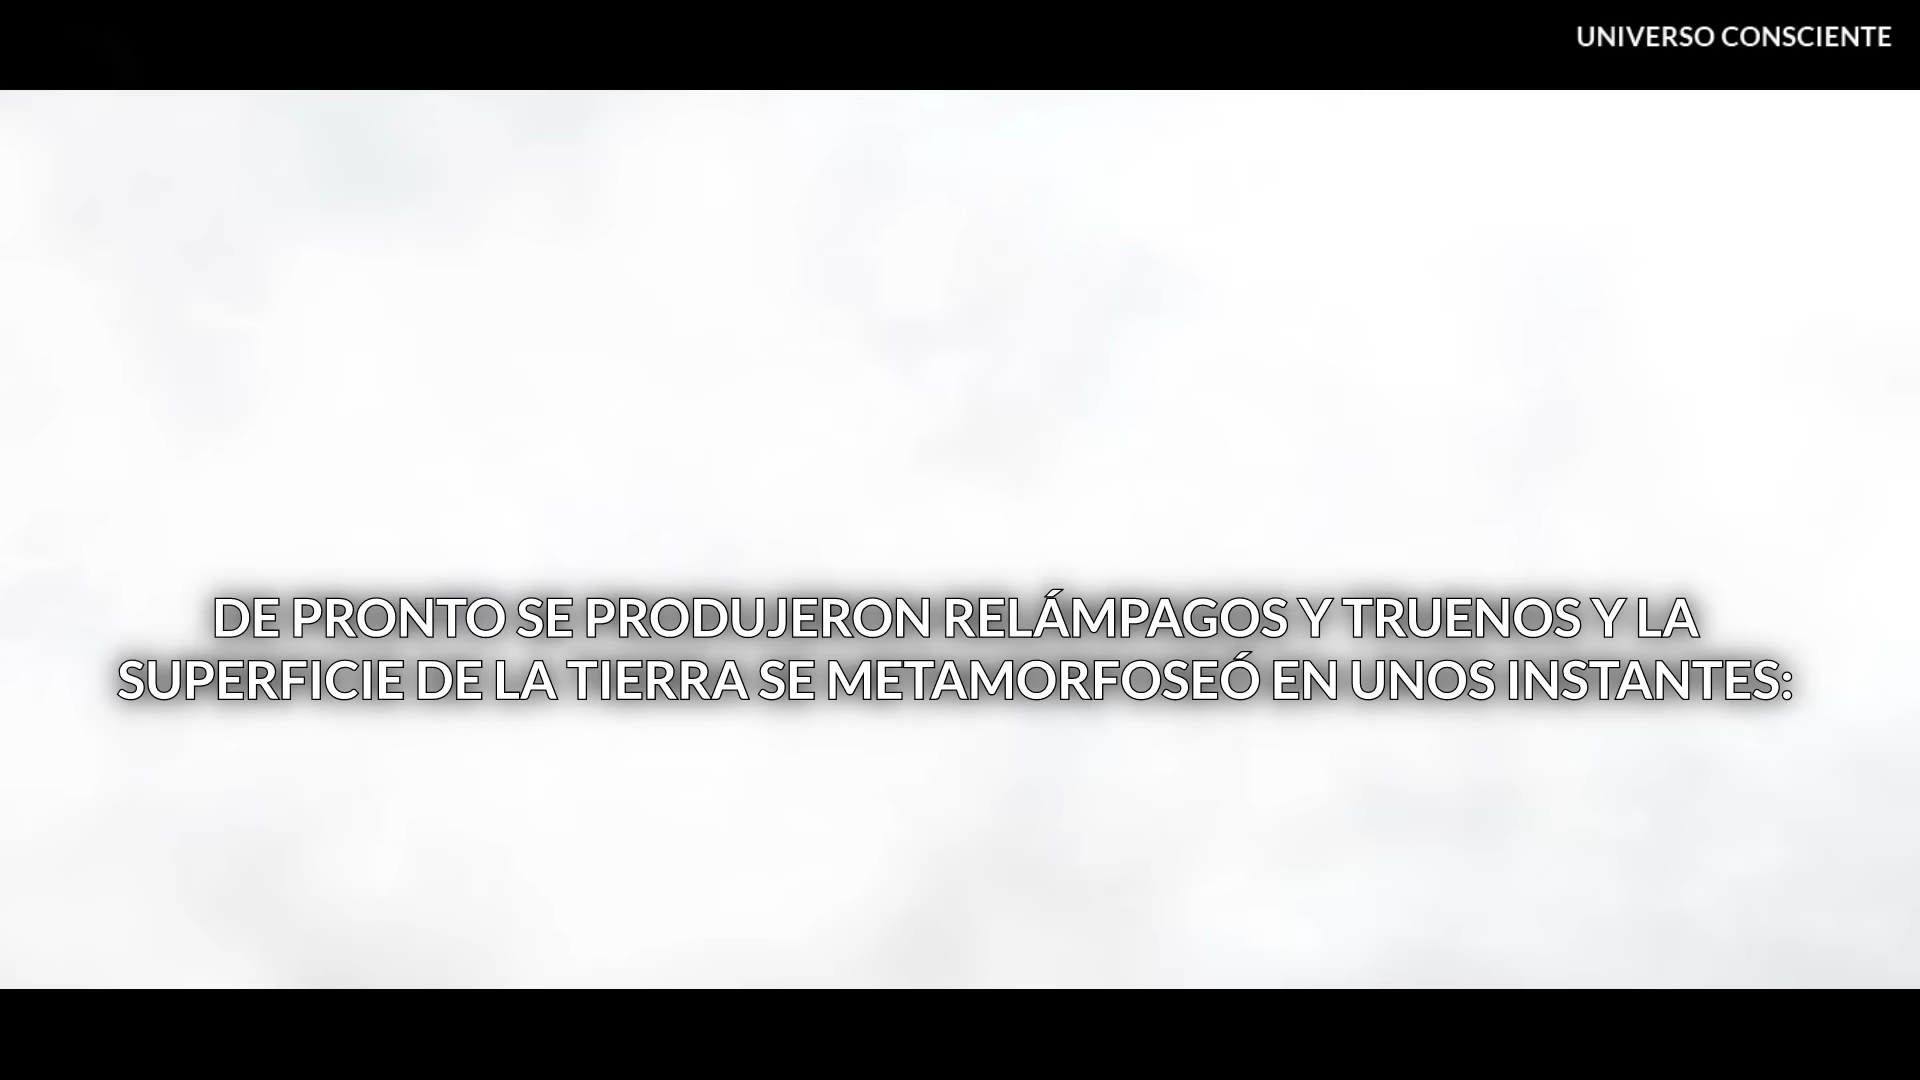 UNIVERSO CONSCIENTE
DE PRONTO SE PRODUJERON RELÁMPAGOS Y TRUENOS Y LA
SUPERFICIE DE LA TIERRA SE METAMORFOSEÓ EN UNOS INSTANTES: